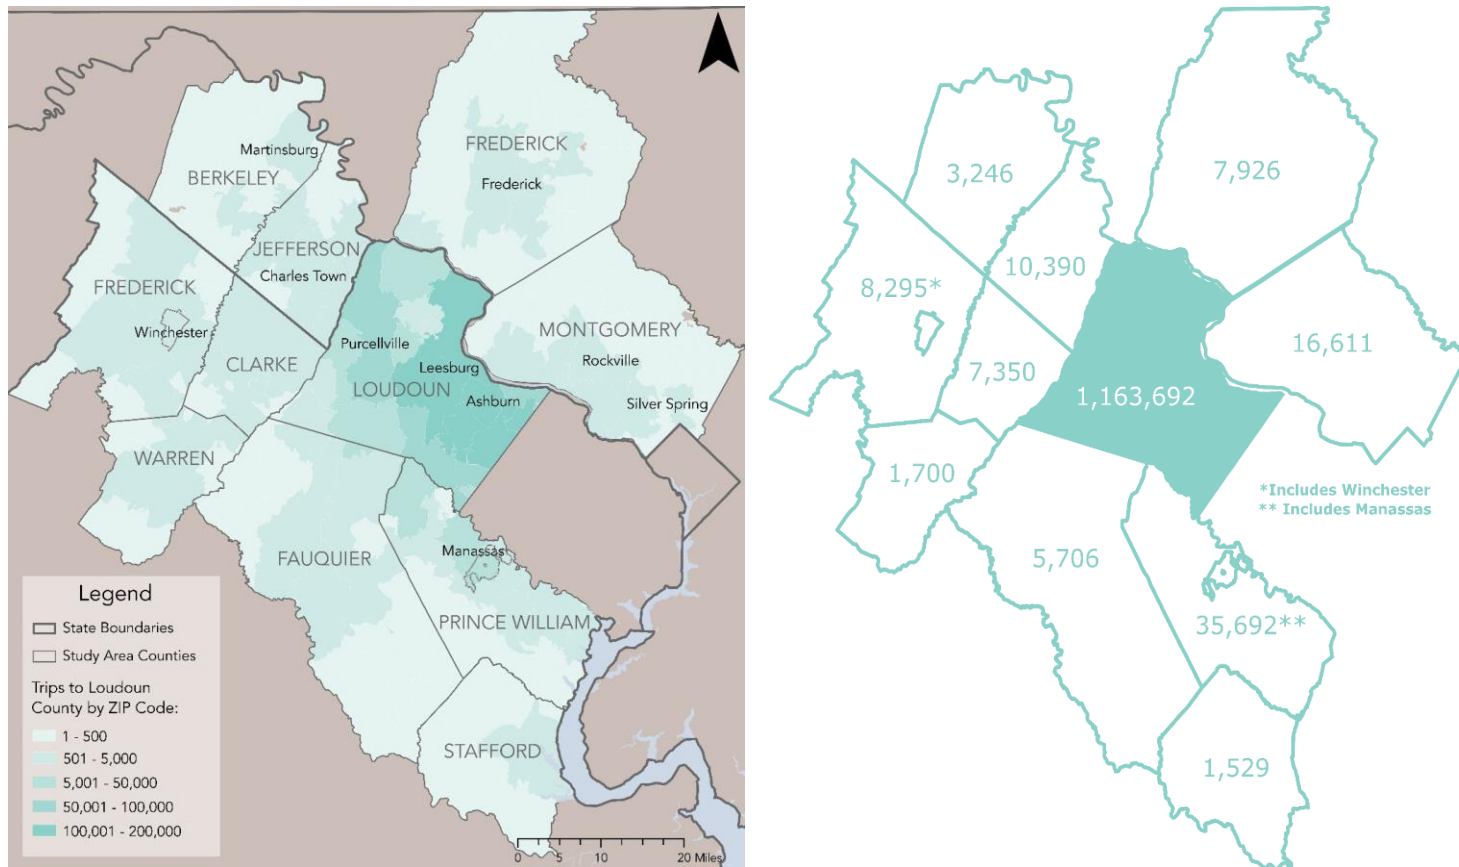 FREDERICK
Martinsburg
BERKELEY
Frederick
JEFFERSON
Charles Town
FREDERICK
Winchester
CLARKE
Purcellville
Leesburg
LOUDOUN
Ashburn
MONTGOMERY
Rockville
Silver Spring
WARREN
FAUQUIER
Manassas
PRINCE WILLIAM
STAFFORD
Legend
State Boundaries
Study Area Counties
Trips to Loudoun
County by ZIP Code:
1 - 500
501 - 5,000
5,001 - 50,000
50,001 - 100,000
100,001 - 200,000
0 5 10 20 Miles
3,246
7,926
10,390
8,295*
16,611
7,350
1,163,692
1,700
*Includes Winchester
** Includes Manassas
5,706
35,692**
1,529